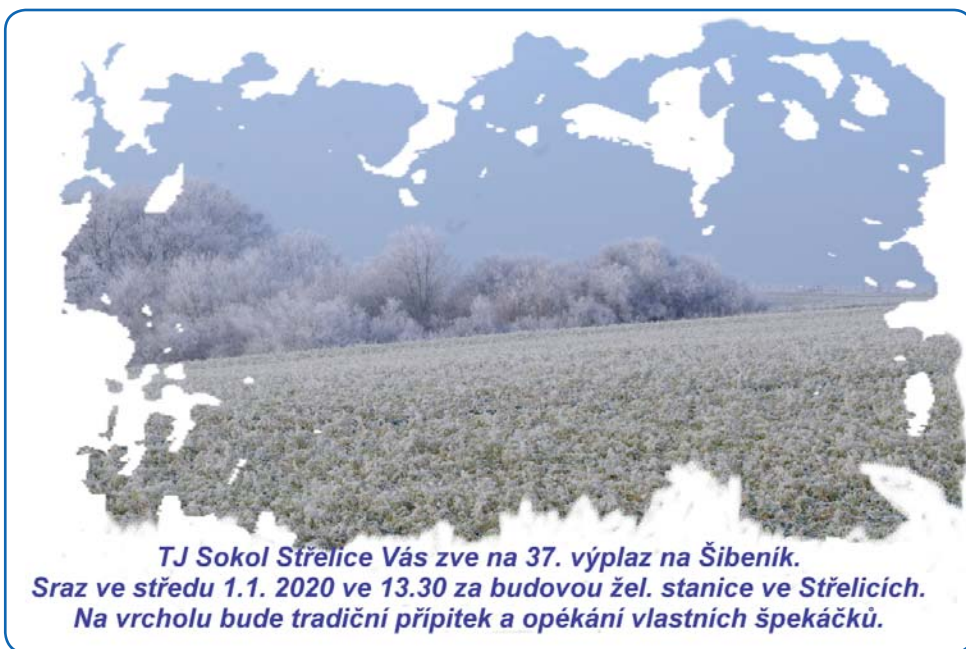 TJ Sokol Střelice Vás zve na 37. výplaz na Šibeník.
Sraz ve středu 1.1. 2020 ve 13.30 za budovou žel. stanice ve Střelicích.
Na vrcholu bude tradiční přípitek a opékání vlastních špekáčků.